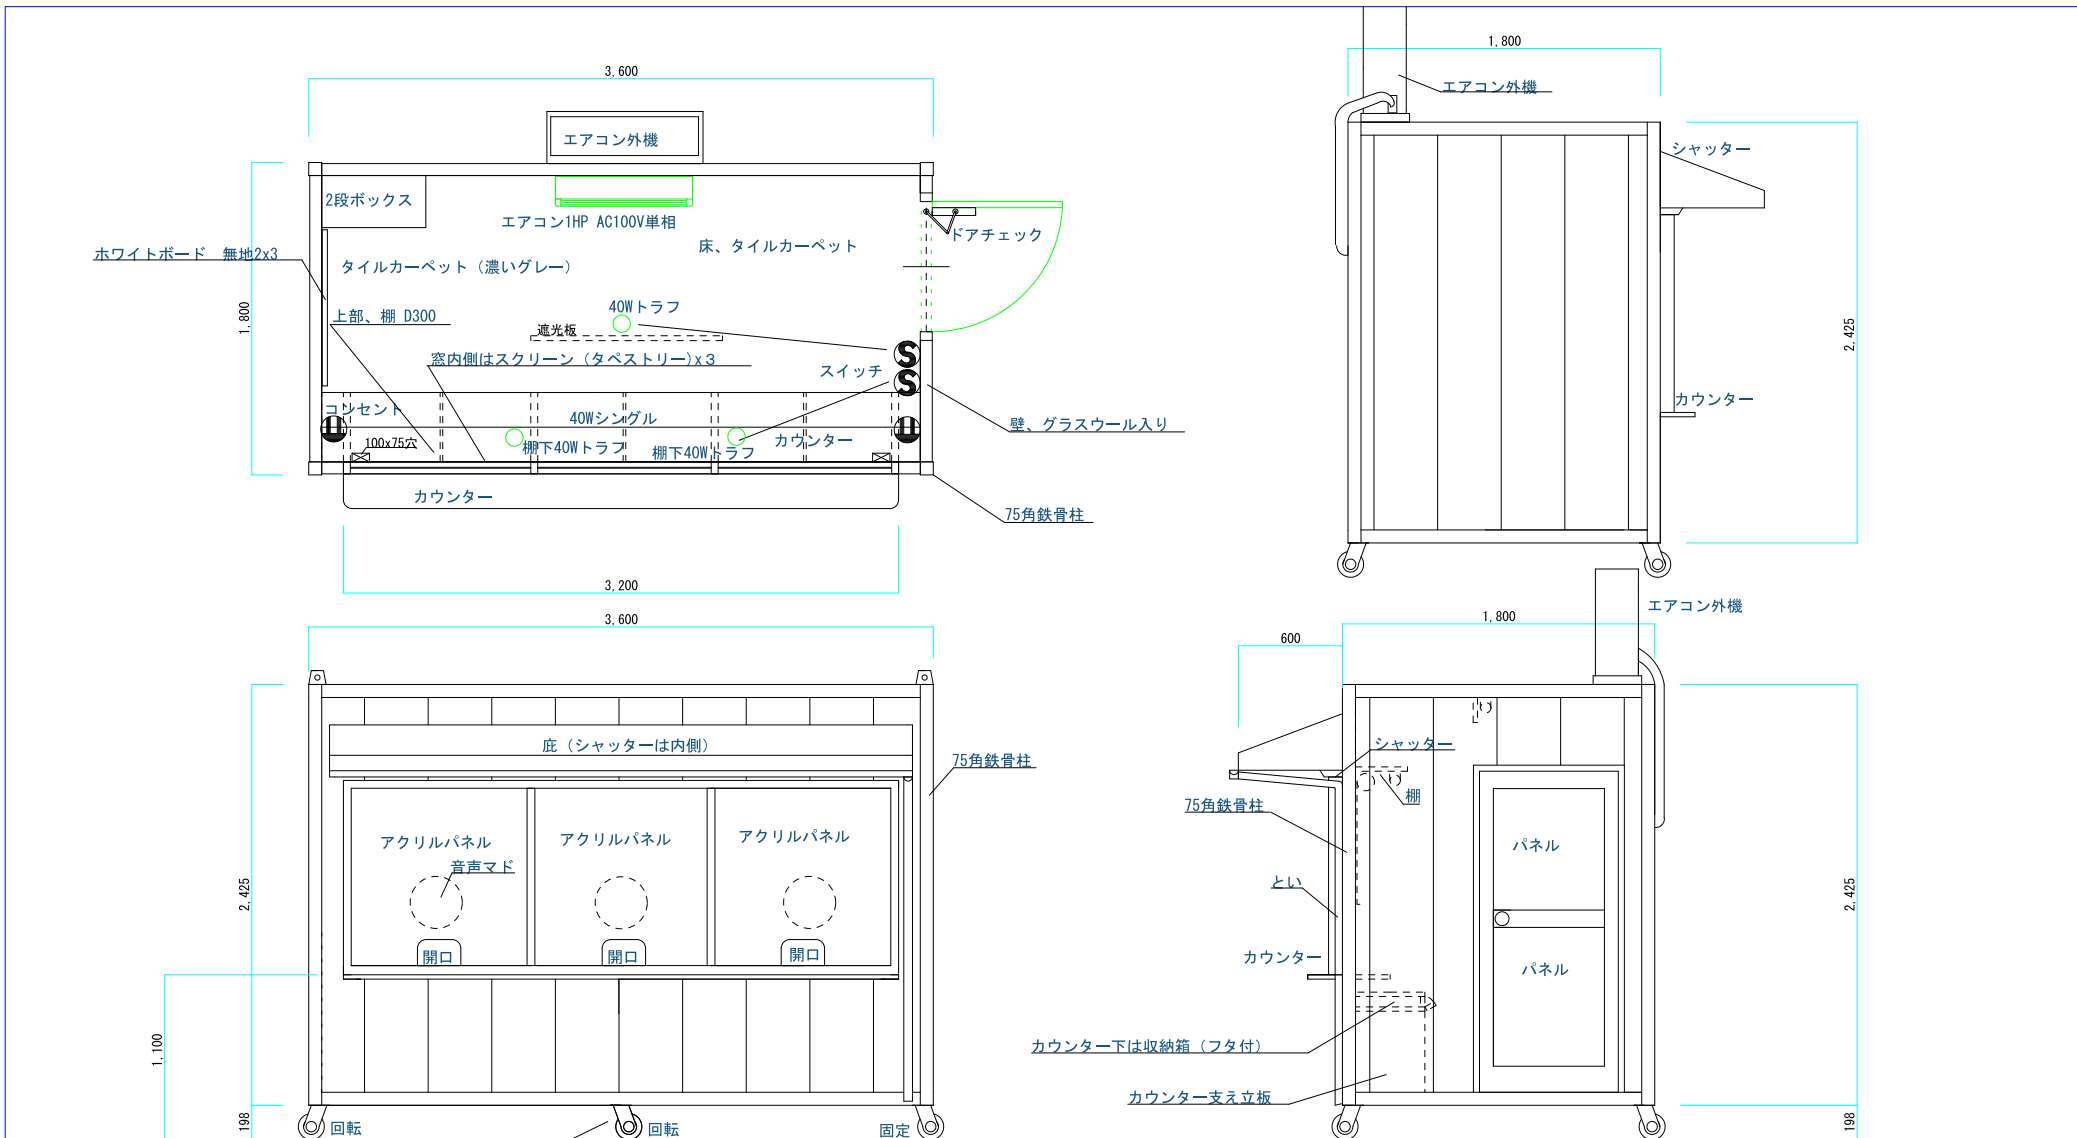 3,600
エアコン外機
2段ボックス
エアコン1HP AC100V単相
床、タイルカーペット
ドアチェック
ホワイトボード 無地2x3
タイルカーペット（濃いグレー）
1,800
上部、棚 D300
40Wトラフ
遮光板
窓内側はスクリーン（タペストリー）x３
スイッチ
S
S
コンセント
40Wシングル
100x75穴
棚下40Wトラフ
棚下40Wトラフ
カウンター
壁、グラスウール入り
カウンター
75角鉄骨柱
3,200
1,800
エアコン外機
シャッター
2,425
カウンター
3,600
庇（シャッターは内側）
75角鉄骨柱
アクリルパネル
アクリルパネル
アクリルパネル
音声マド
2,425
開口
開口
開口
1,100
198
回転
回転
固定
エアコン外機
1,800
600
シャッター
棚
75角鉄骨柱
パネル
とい
2,425
カウンター
パネル
カウンター下は収納箱（フタ付）
カウンター支え立板
198